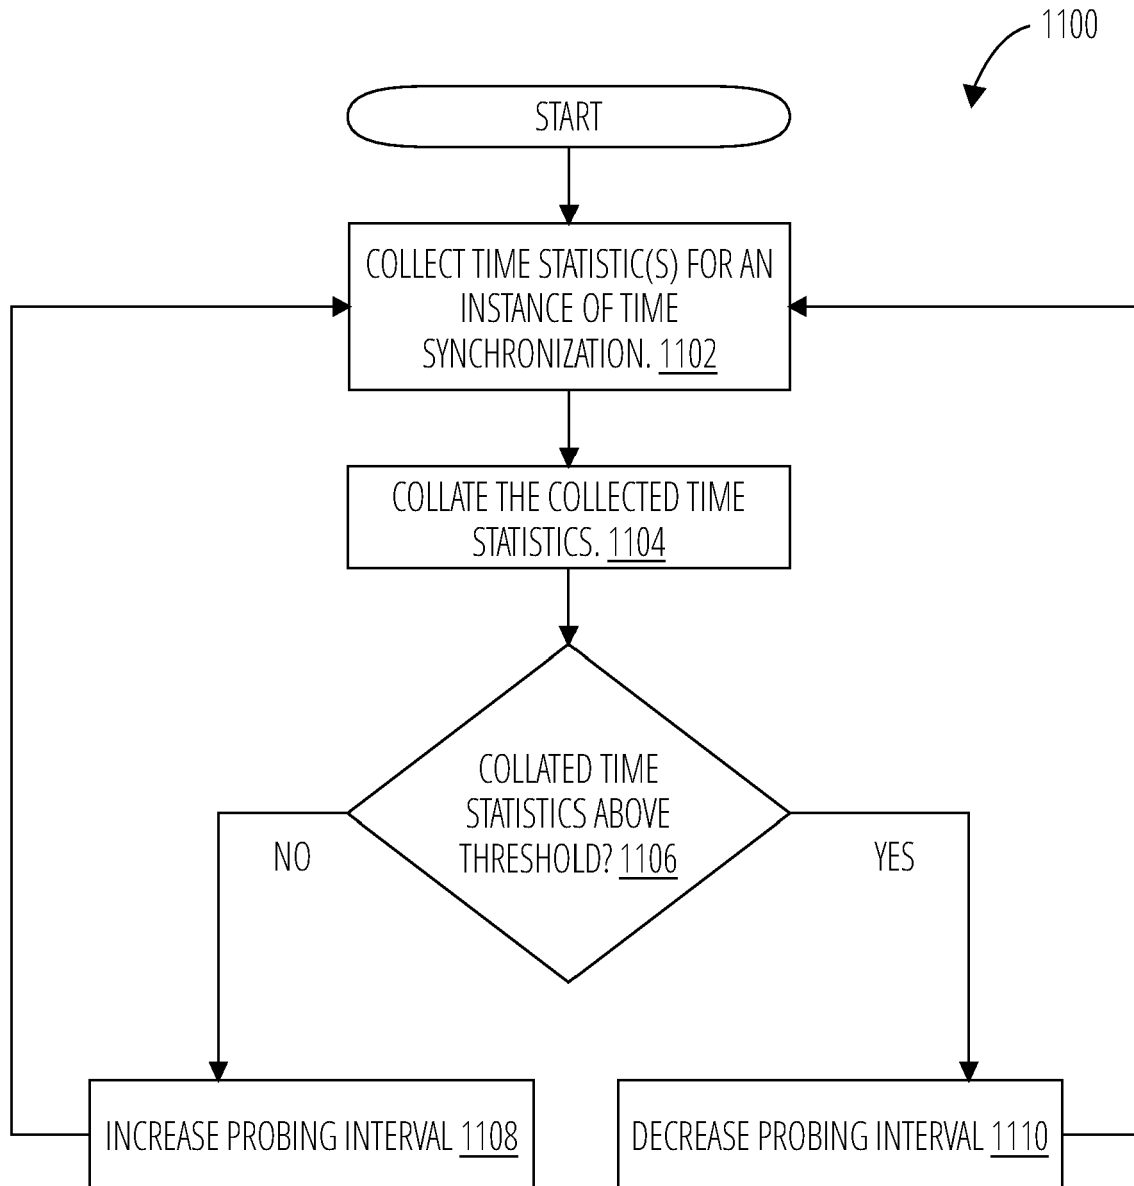 1100
START
COLLECT TIME STATISTIC(S) FOR AN
INSTANCE OF TIME
SYNCHRONIZATION. 1102
COLLATE THE COLLECTED TIME
STATISTICS. 1104
COLLATED TIME
STATISTICS ABOVE
THRESHOLD? 1106
NO
YES
INCREASE PROBING INTERVAL 1108
DECREASE PROBING INTERVAL 1110